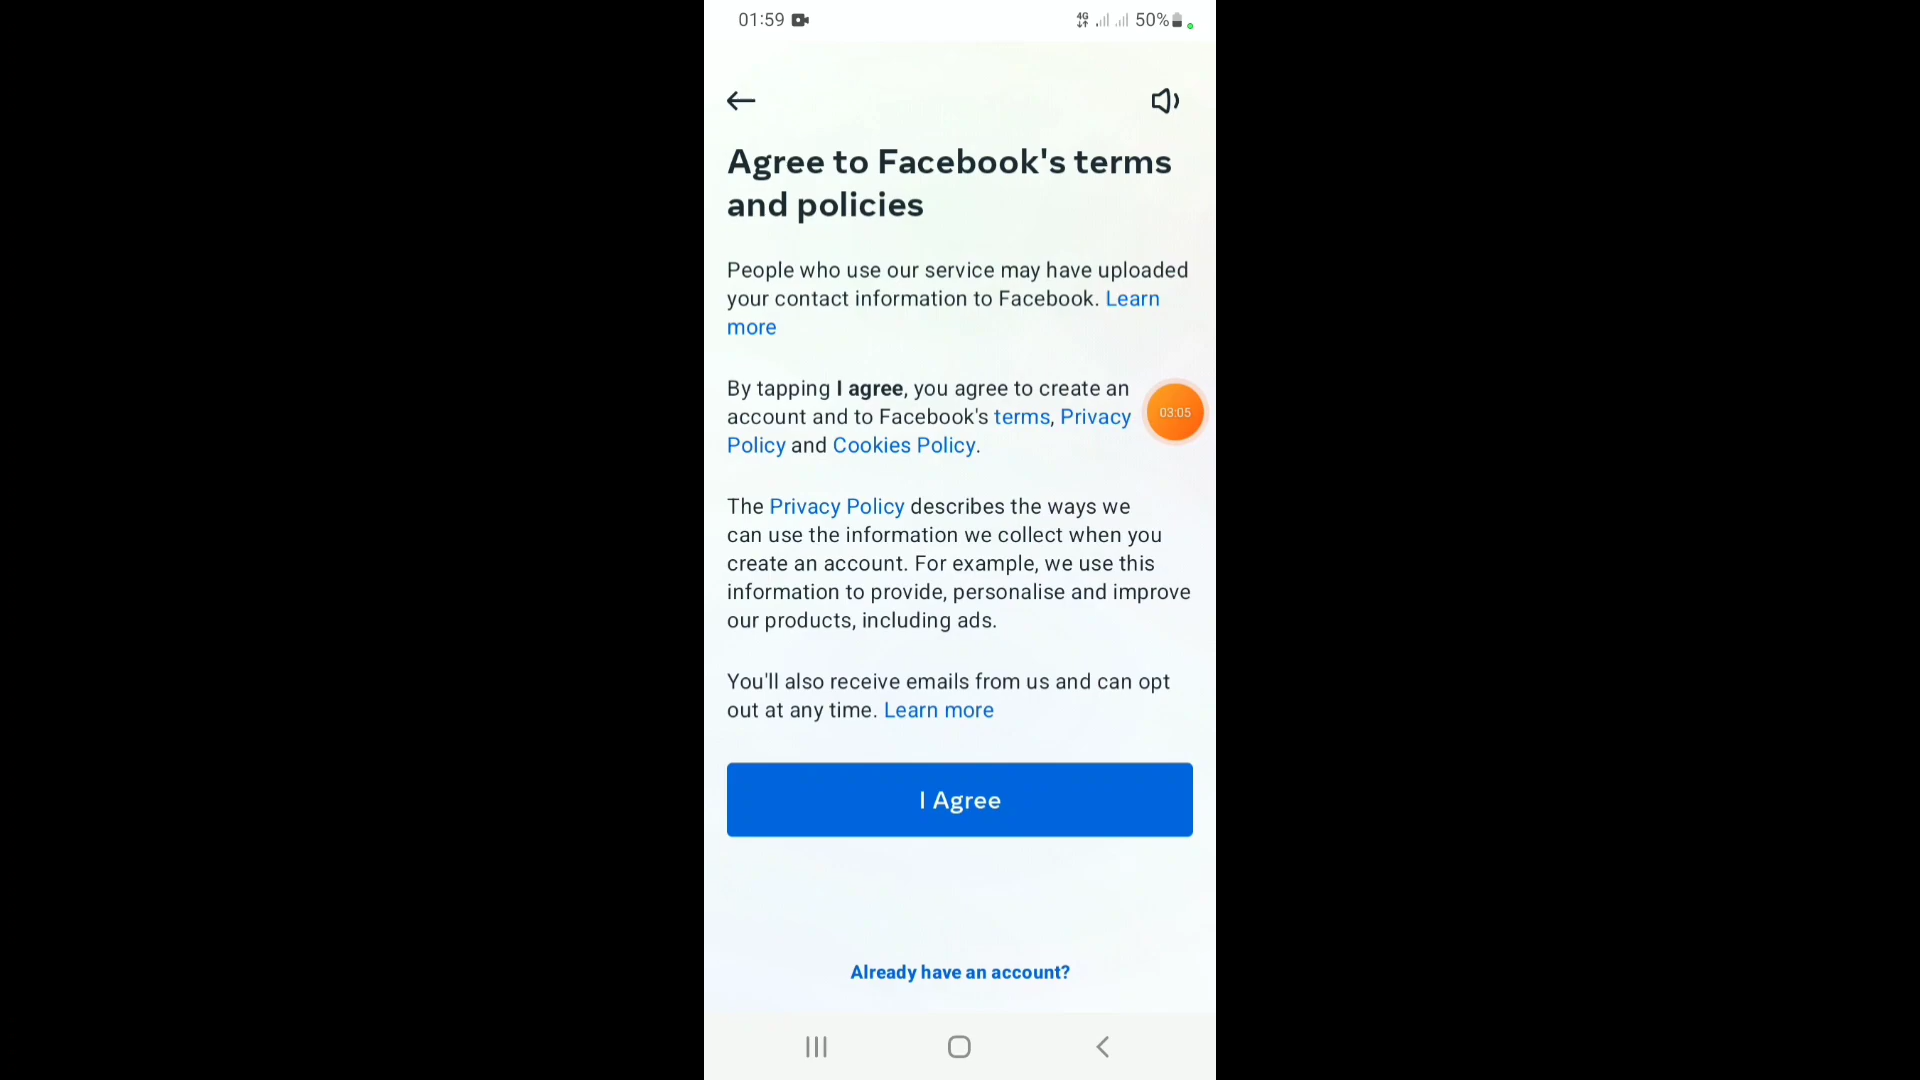 01:59 4G 50%
Agree to Facebook's terms
and policies
People who use our service may have uploaded
your contact information to Facebook. Learn
more
By tapping I agree, you agree to create an
account and to Facebook's terms, Privacy
Policy and Cookies Policy.
03:05
The Privacy Policy describes the ways we
can use the information we collect when you
create an account. For example, we use this
information to provide, personalise and improve
our products, including ads.
You'll also receive emails from us and can opt
out at any time. Learn more
I Agree
Already have an account?